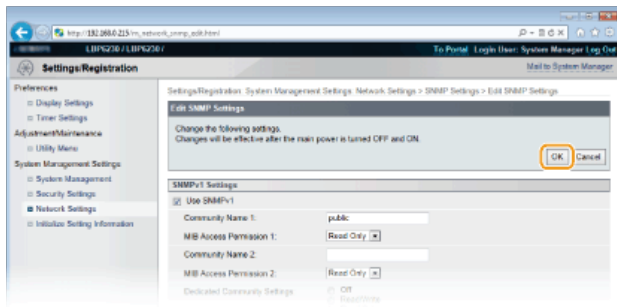 http://192.168.0.215/m_network_snmp_edit.html
LBP6230 / LBP6230 /
To Portal Login User: System Manager Log Out
Settings/Registration
Mail to System Manager
Preferences
Display Settings
Timer Settings
Adjustment/Maintenance
Utility Menu
System Management Settings
System Management
Security Settings
Network Settings
Initialize Setting Information
Settings/Registration: System Management Settings: Network Settings > SNMP Settings > Edit SNMP Settings
Edit SNMP Settings
Change the following settings.
Changes will be effective after the main power is turned OFF and ON.
OK Cancel
SNMPv1 Settings
Use SNMPv1
Community Name 1: public
MIB Access Permission 1: Read Only
Community Name 2:
MIB Access Permission 2: Read Only
Dedicated Community Settings Off
Read/Write